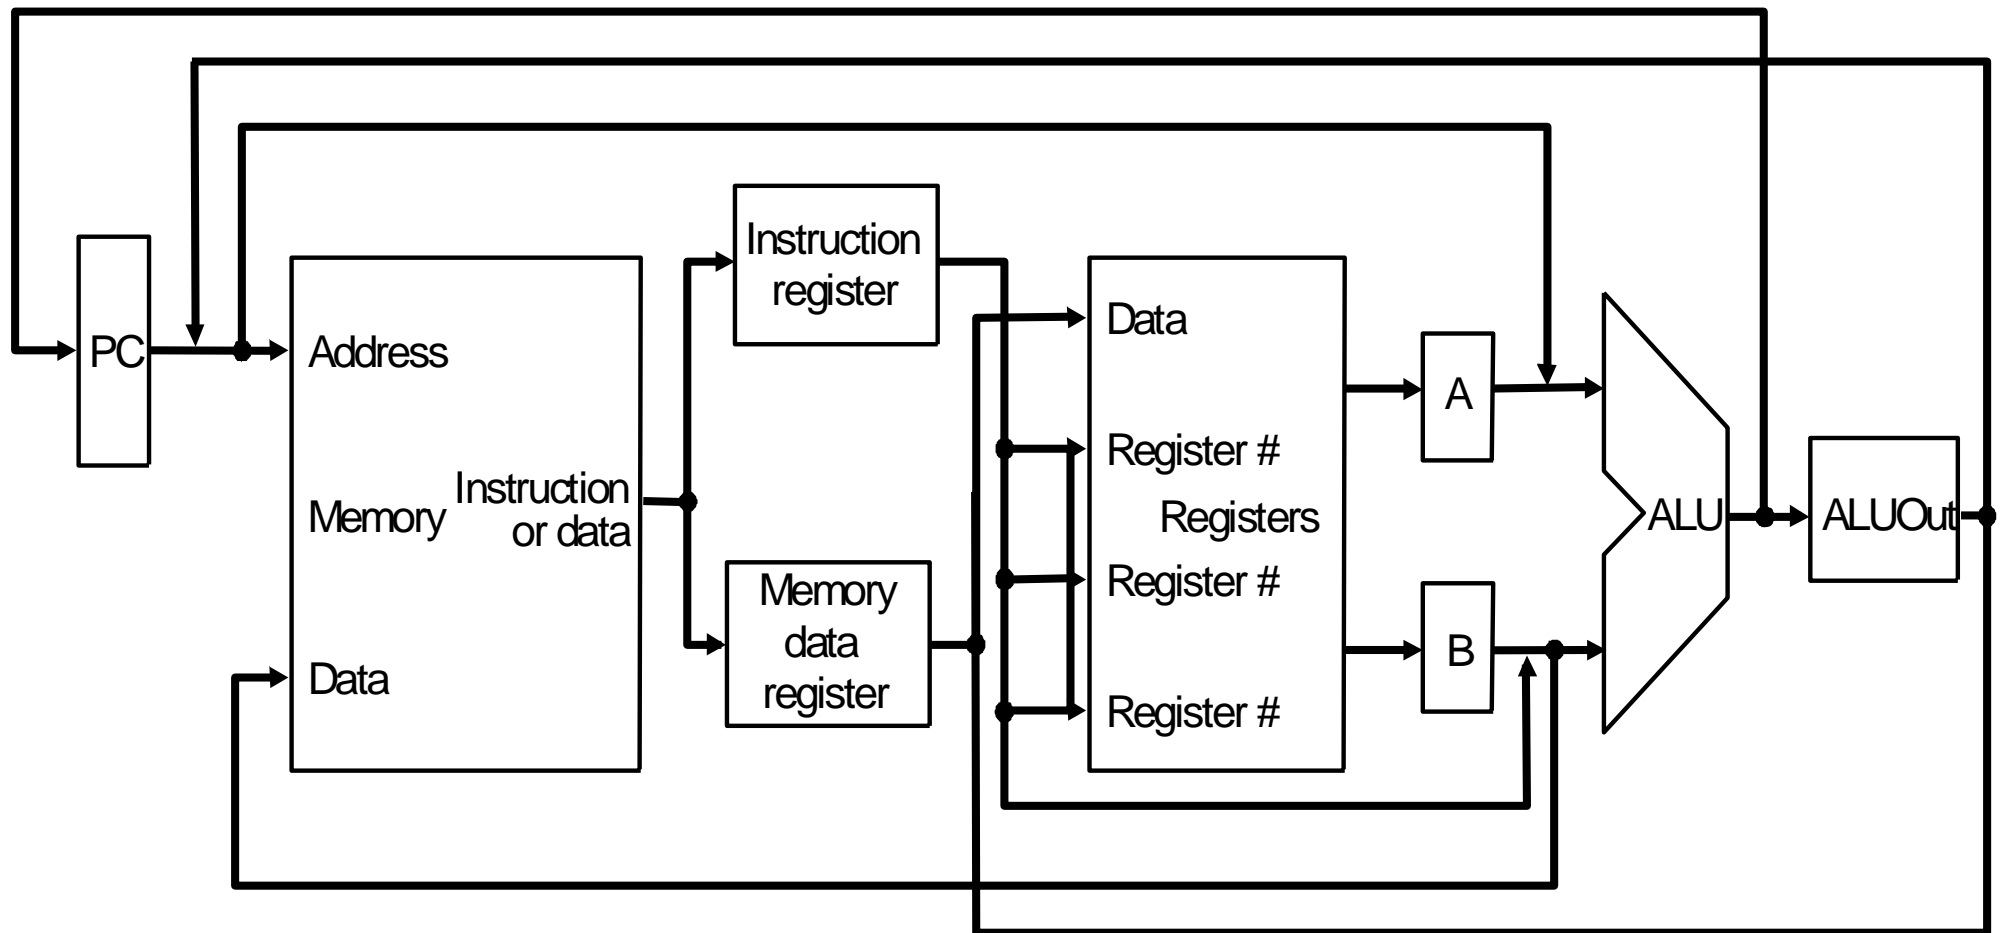 PC
Address
Memory
Instruction
or data
Data
Instruction
register
Memory
data
register
Data
Register #
Registers
Register #
Register #
A
B
ALU
ALUOut